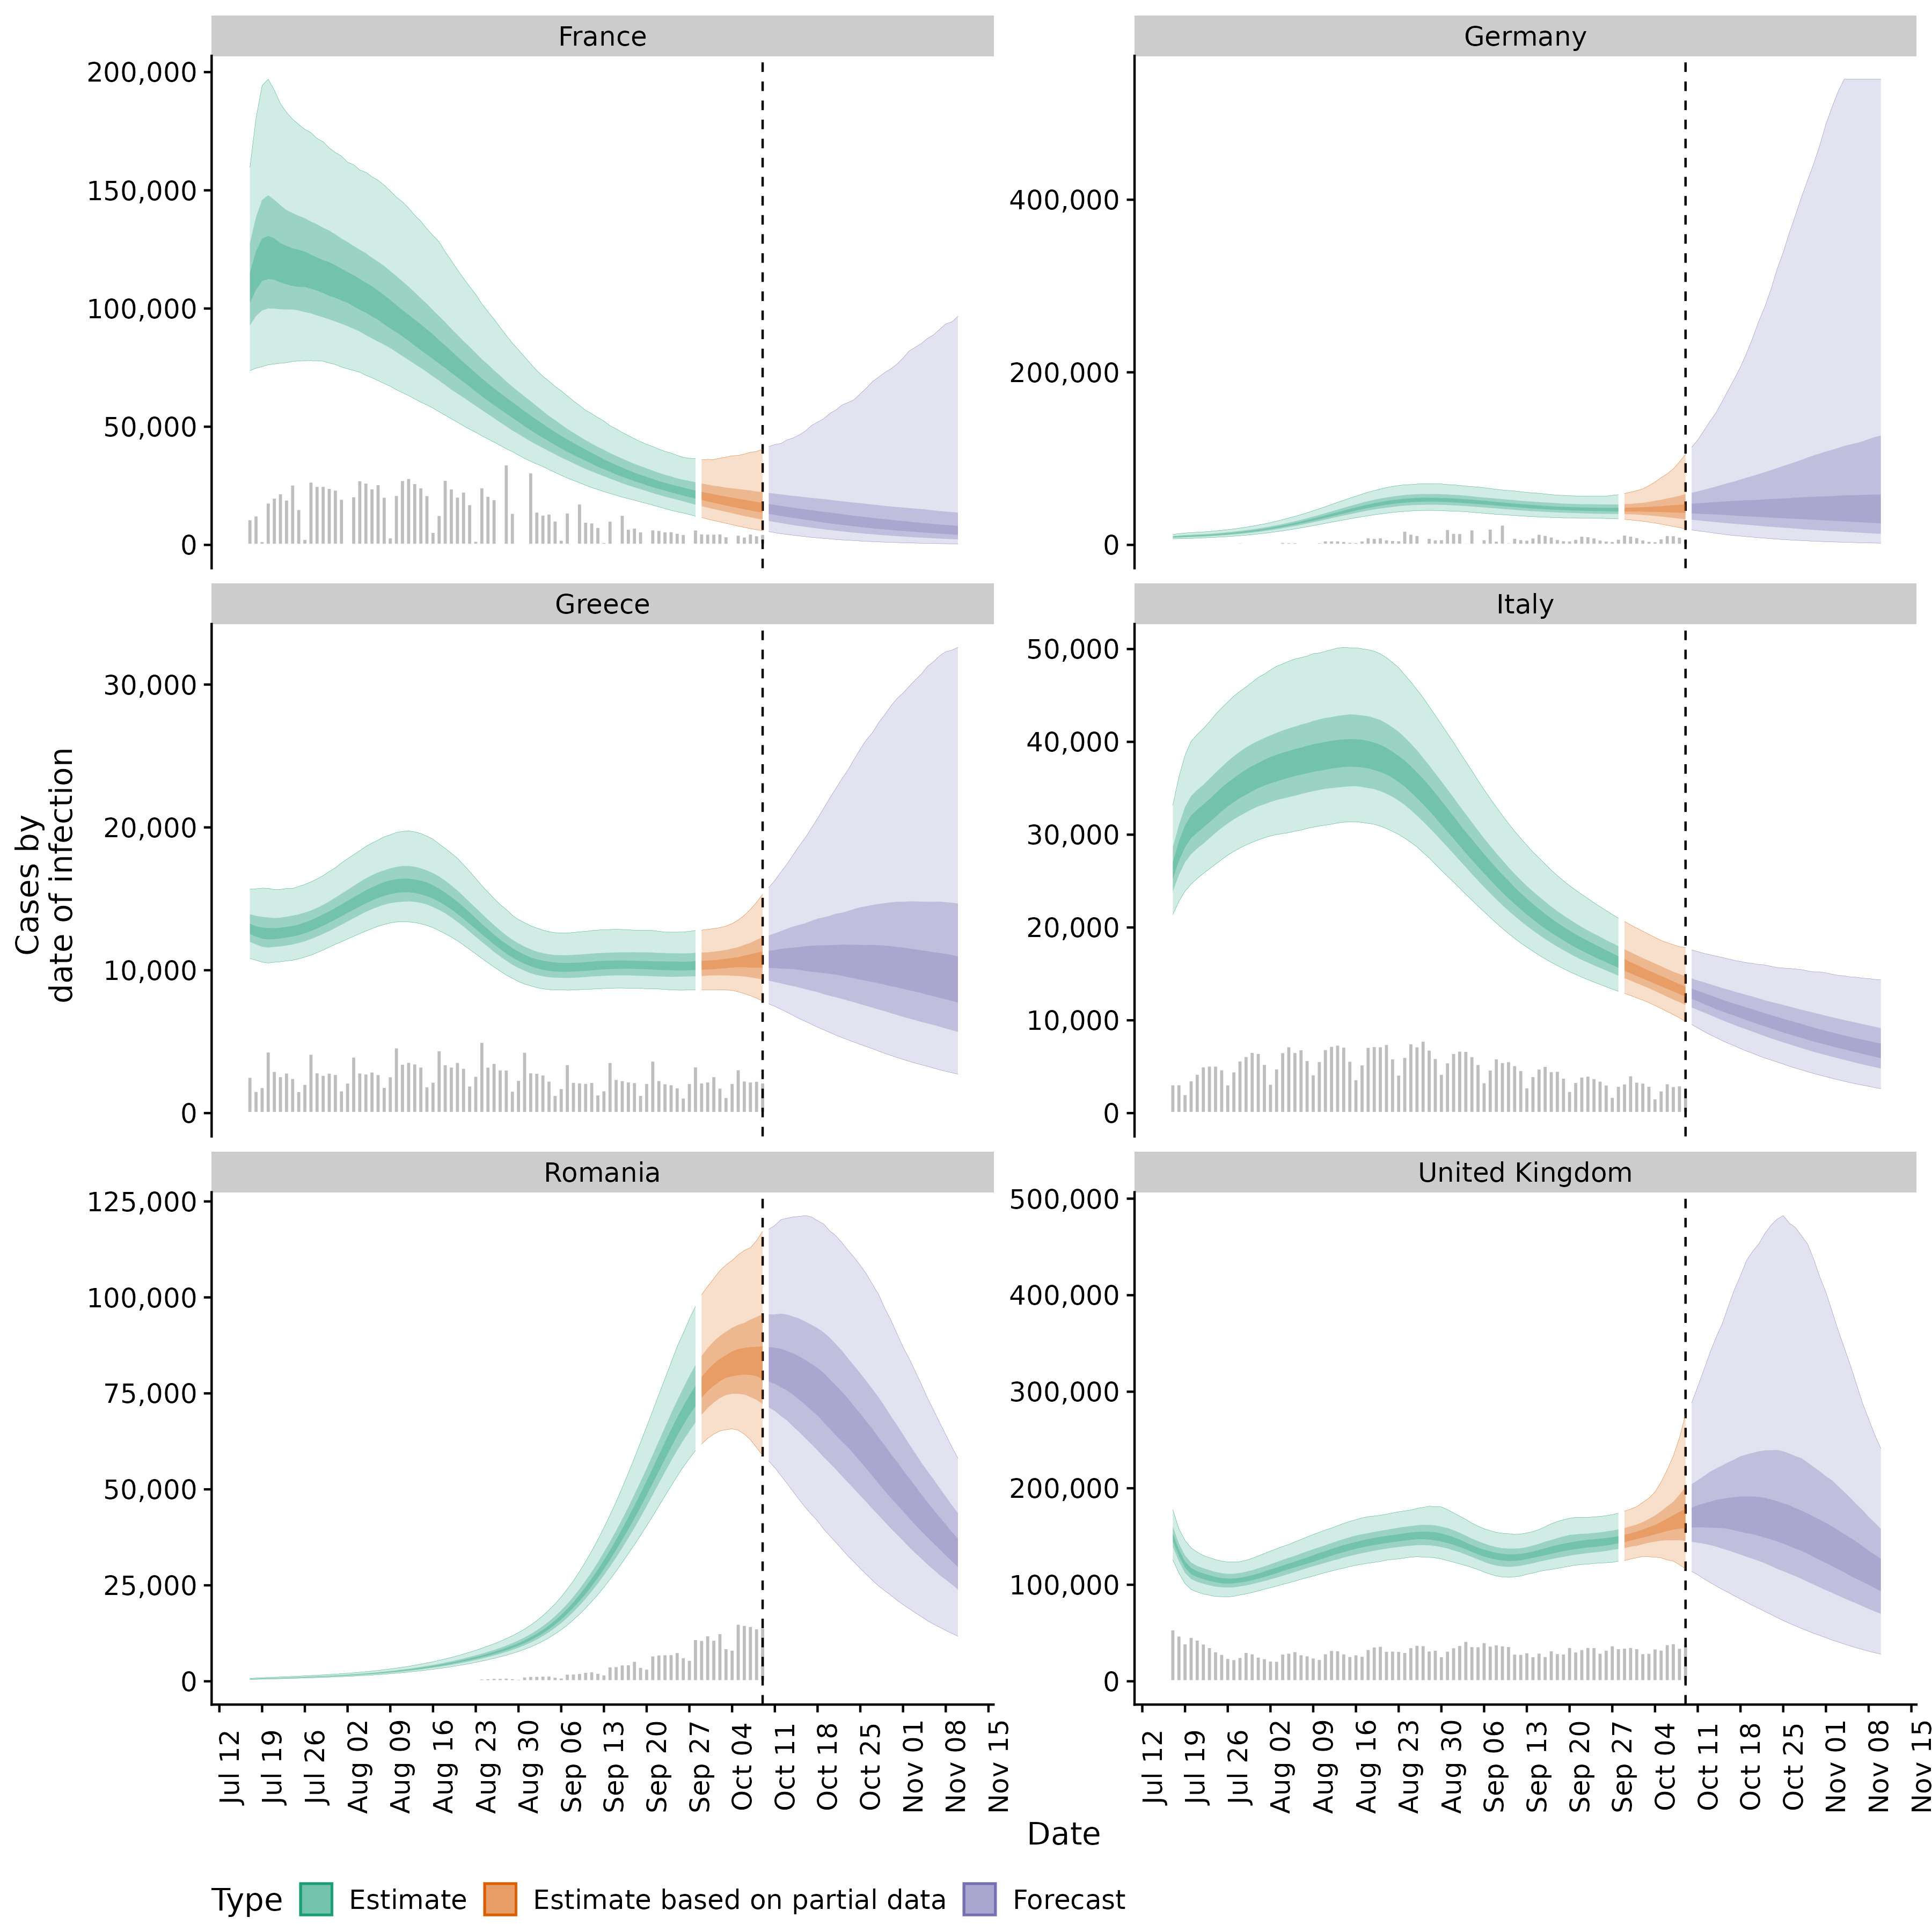 France
Germany
200,000
150,000
100,000
50,000
0
400,000
200,000
0
Greece
Italy
30,000
20,000
10,000
0
50,000
40,000
30,000
20,000
10,000
0
Romania
United Kingdom
125,000
100,000
75,000
50,000
25,000
0
500,000
400,000
300,000
200,000
100,000
0
Cases by
date of infection
Jul 12
Jul 19
Jul 26
Aug 02
Aug 09
Aug 16
Aug 23
Aug 30
Sep 06
Sep 13
Sep 20
Sep 27
Oct 04
Oct 11
Oct 18
Oct 25
Nov 01
Nov 08
Nov 15
Jul 12
Jul 19
Jul 26
Aug 02
Aug 09
Aug 16
Aug 23
Aug 30
Sep 06
Sep 13
Sep 20
Sep 27
Oct 04
Oct 11
Oct 18
Oct 25
Nov 01
Nov 08
Nov 15
Date
Type Estimate Estimate based on partial data Forecast